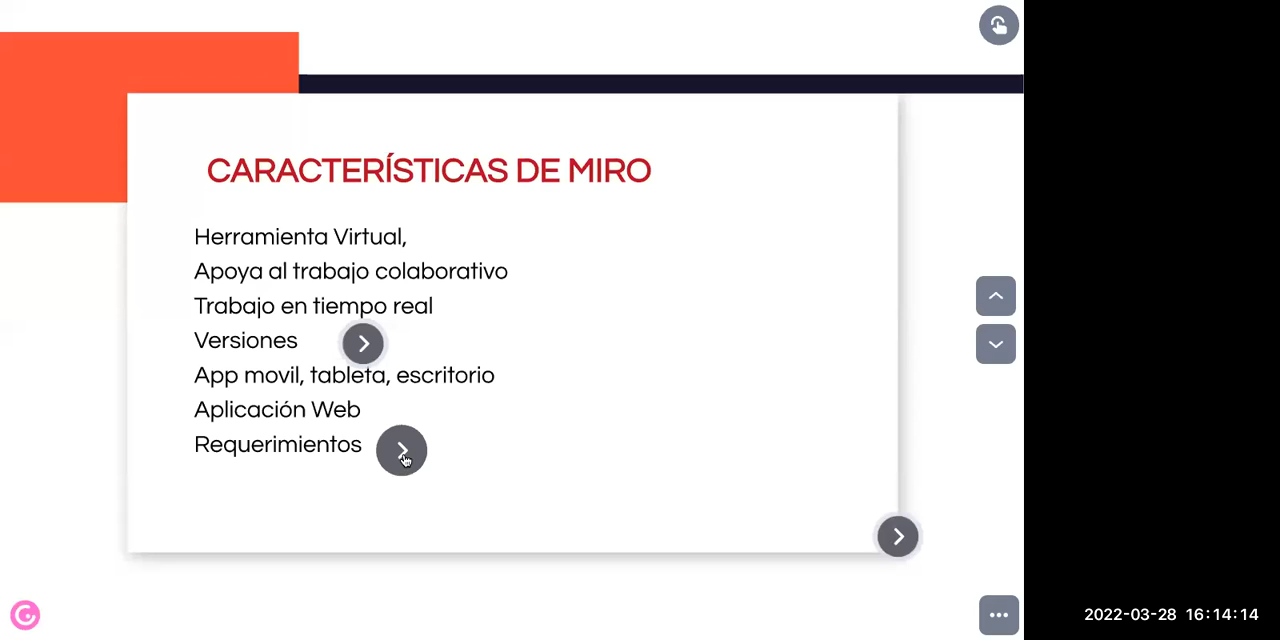 CARACTERÍSTICAS DE MIRO
Herramienta Virtual,
Apoya al trabajo colaborativo
Trabajo en tiempo real
Versiones
App movil, tableta, escritorio
Aplicación Web
Requerimientos
2022-03-28 16:14:14